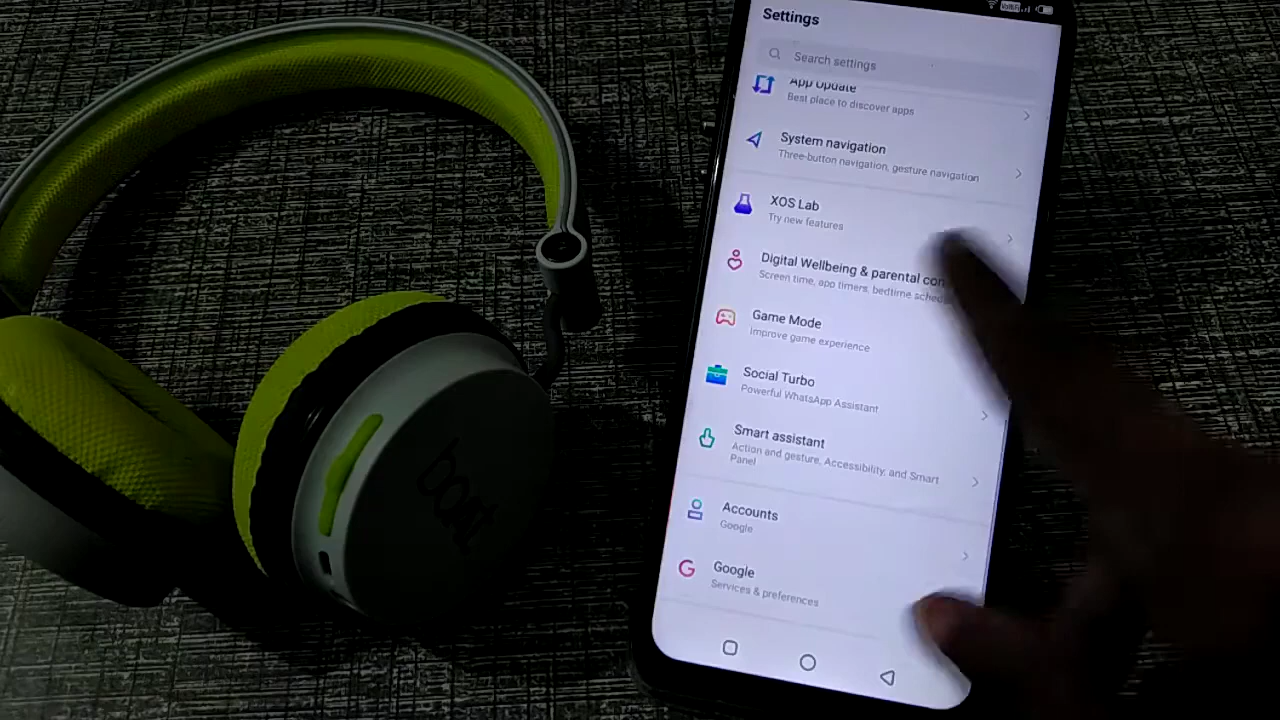 Settings
Search settings
App Update
Best place to discover apps
System navigation
Three-button navigation, gesture navigation
XOS Lab
Try new features
Digital Wellbeing & parental con
Screen time, app timers, bedtime sched
Game Mode
Improve game experience
Social Turbo
Powerful WhatsApp Assistant
Smart assistant
Action and gesture, Accessibility, and Smart
Panel
Accounts
Google
Google
Services & preferences
boAt